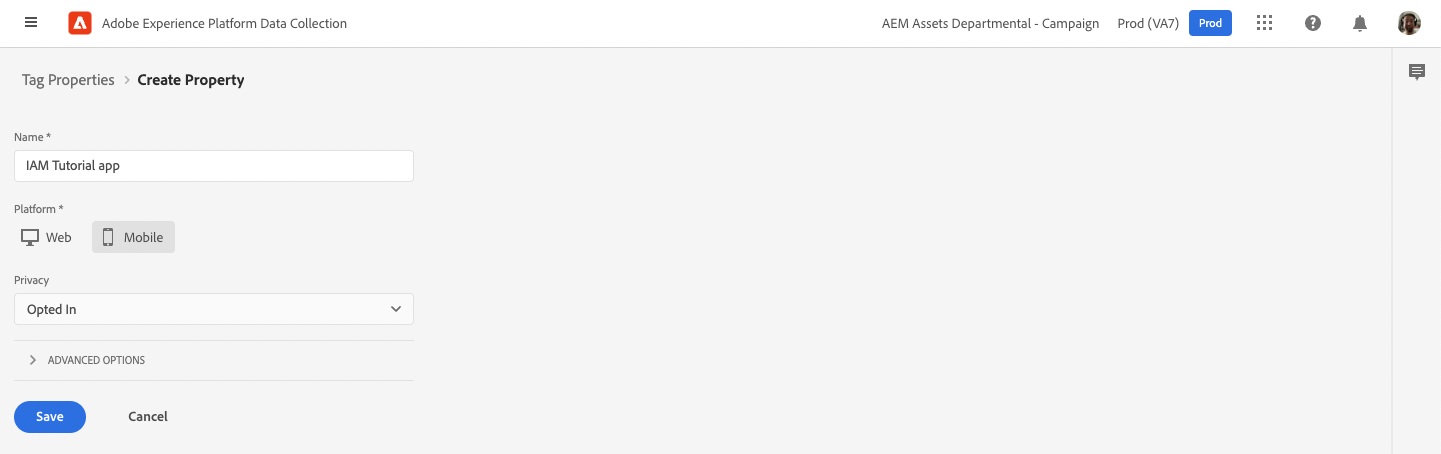 Adobe Experience Platform Data Collection
AEM Assets Departmental - Campaign Prod (VA7) Prod
Tag Properties > Create Property
Name *
IAM Tutorial app
Platform *
Web Mobile
Privacy
Opted In
ADVANCED OPTIONS
Save Cancel